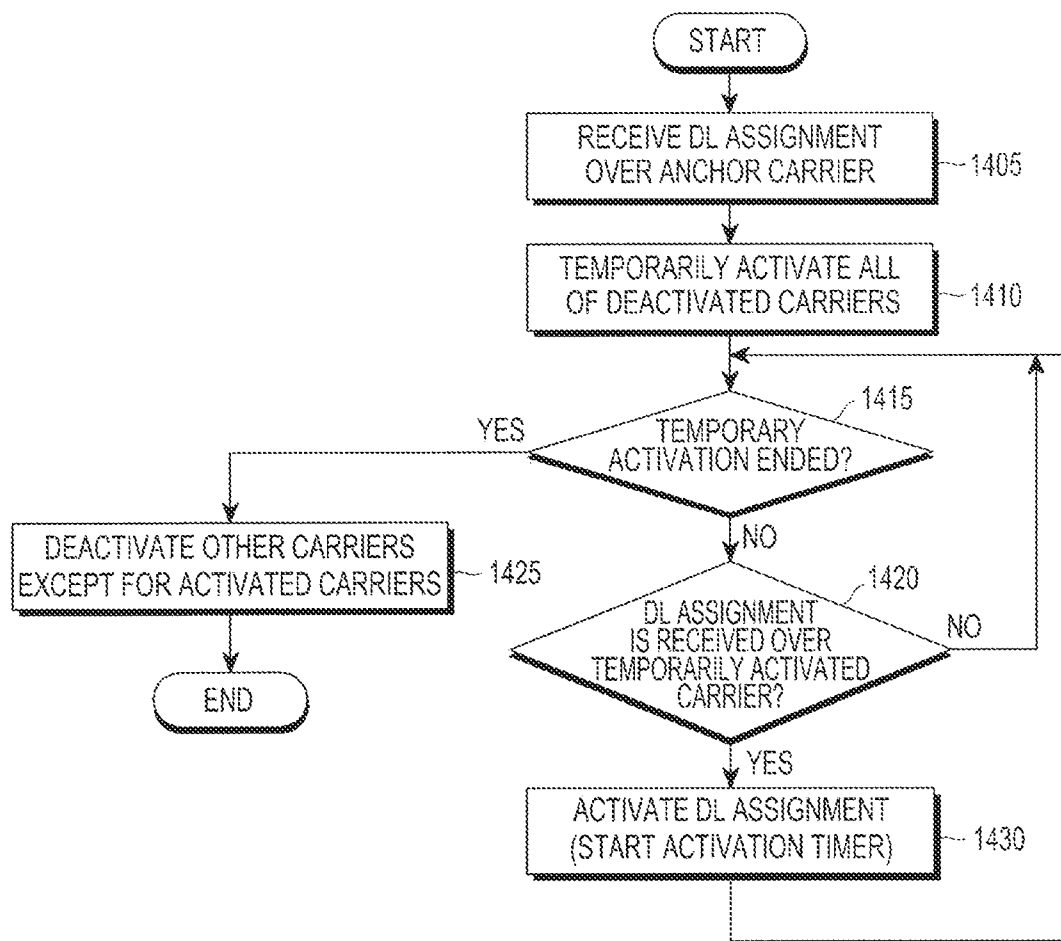 START
RECEIVE DL ASSIGNMENT
OVER ANCHOR CARRIER
1405
TEMPORARILY ACTIVATE ALL
OF DEACTIVATED CARRIERS
1410
1415
YES
TEMPORARY
ACTIVATION ENDED?
NO
DEACTIVATE OTHER CARRIERS
EXCEPT FOR ACTIVATED CARRIERS
1425
1420
DL ASSIGNMENT
IS RECEIVED OVER
TEMPORARILY ACTIVATED
CARRIER?
NO
END
YES
ACTIVATE DL ASSIGNMENT
(START ACTIVATION TIMER)
1430